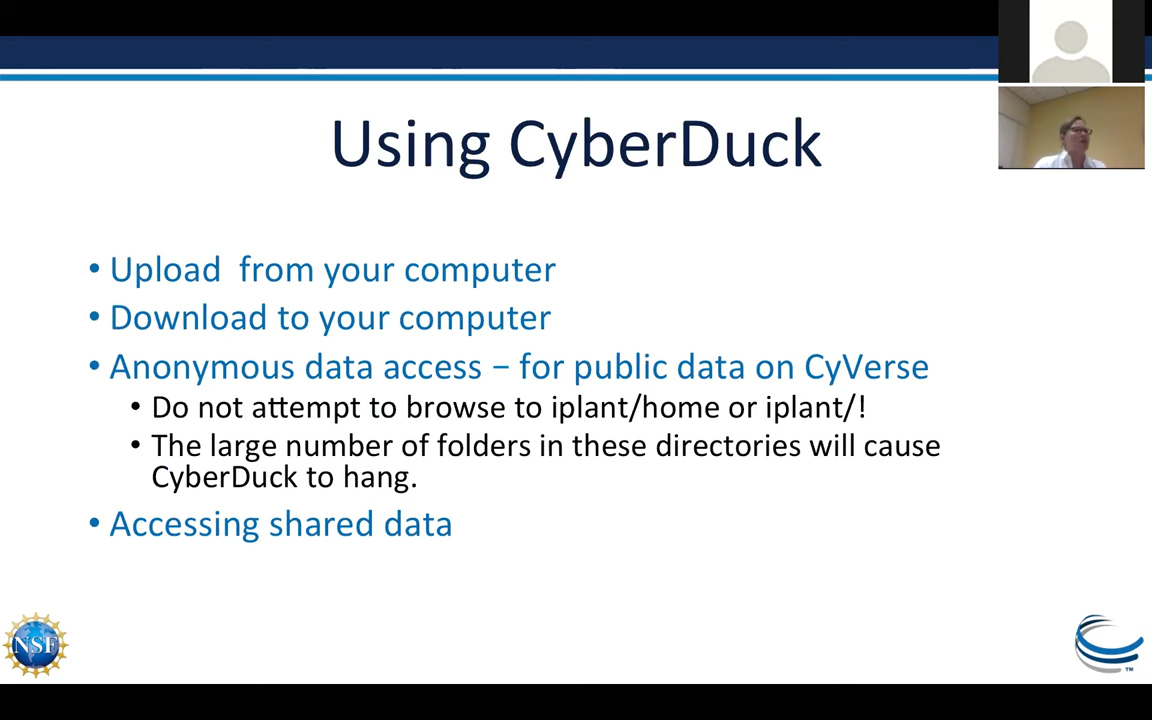 Using CyberDuck
• Upload  from your computer
• Download to your computer
• Anonymous data access – for public data on CyVerse
• Do not attempt to browse to iplant/home or iplant/!
• The large number of folders in these directories will cause
CyberDuck to hang.
• Accessing shared data
NSF
TM